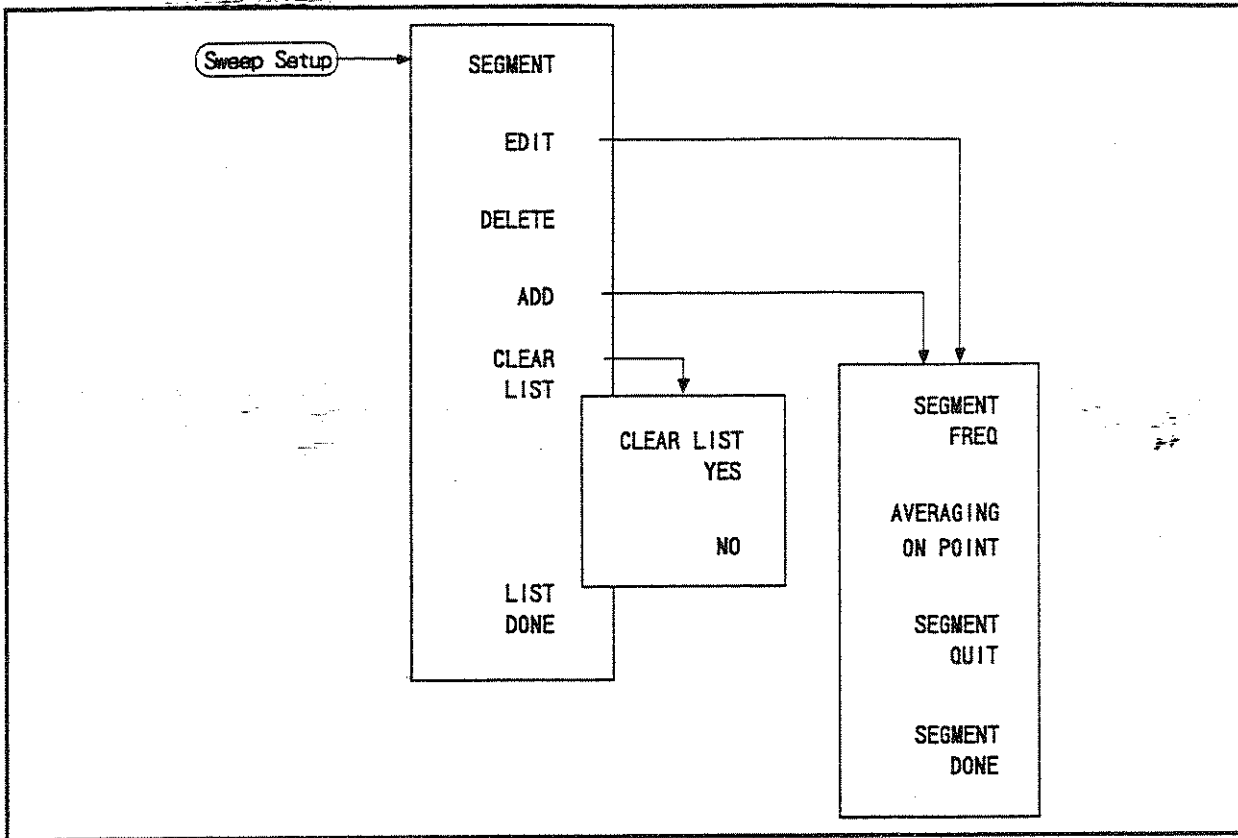 Sweep Setup
SEGMENT
EDIT
DELETE
ADD
CLEAR
LIST
CLEAR LIST
YES
NO
LIST
DONE
SEGMENT
FREQ
AVERAGING
ON POINT
SEGMENT
QUIT
SEGMENT
DONE